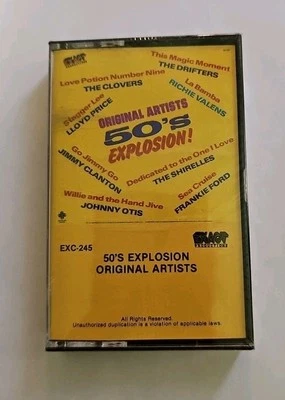 This Magic Moment
THE DRIFTERS
Love Potion Number Nine
THE CLOVERS
La Bamba
RICHIE VALENS
Stagger Lee
LLOYD PRICE
ORIGINAL ARTISTS
50'S
EXPLOSION!
Go Jimmy Go
JIMMY CLANTON
Dedicated to the One I Love
THE SHIRELLES
Willie and the Hand Jive
JOHNNY OTIS
Sea Cruise
FRANKIE FORD
EXC-245
50'S EXPLOSION
ORIGINAL ARTISTS
All Rights Reserved.
Unauthorized duplication is a violation of applicable laws.